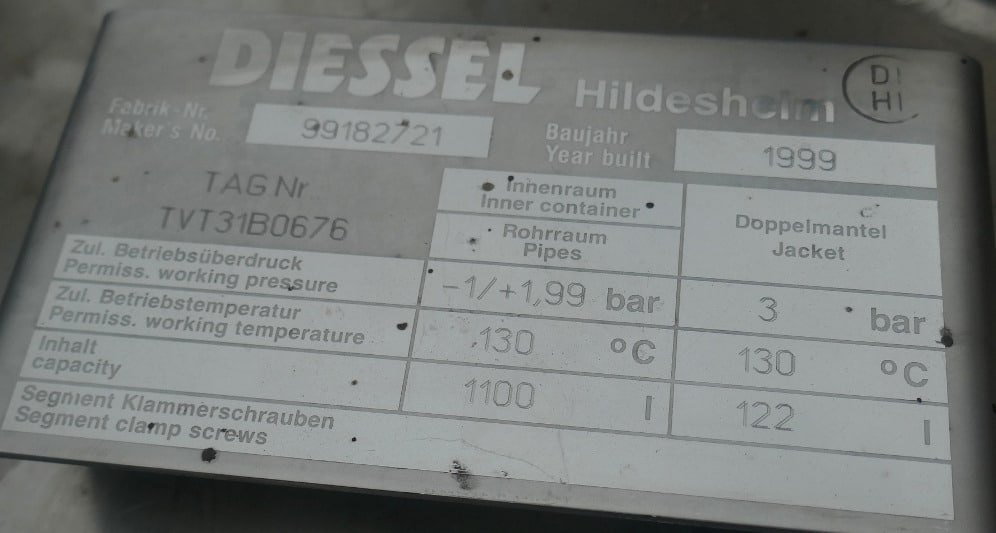 DIESSEL Hildesheim DI HI
Fabrik-Nr.
Maker s No. 99182721
Baujahr
Year built 1999
TAG Nr
TVT31B0676
Innenraum
Inner container
Rohrraum
Pipes
Doppelmantel
Jacket
Zul. Betriebsüberdruck
Permiss. working pressure
-1/+1,99 bar
3 bar
Zul. Betriebstemperatur
Permiss. working temperature
130 °C
130 °C
Inhalt
capacity
1100 l
122 l
Segment Klammerschrauben
Segment clamp screws